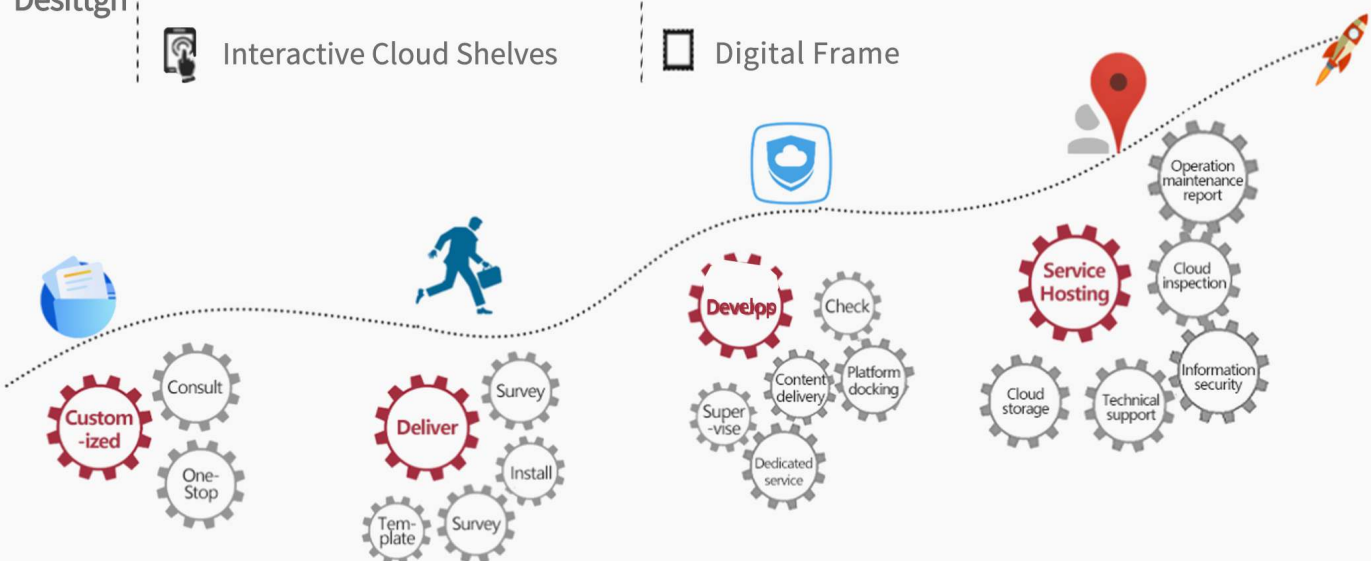 Desittgn
Interactive Cloud Shelves
Digital Frame
Custom
-ized
Consult
One-
Stop
Deliver
Survey
Install
Survey
Tem-
plate
Develop
Check
Platform
docking
Content
delivery
Super
-vise
Dedicated
service
Service
Hosting
Operation
maintenance
report
Cloud
inspection
Information
security
Technical
support
Cloud
storage